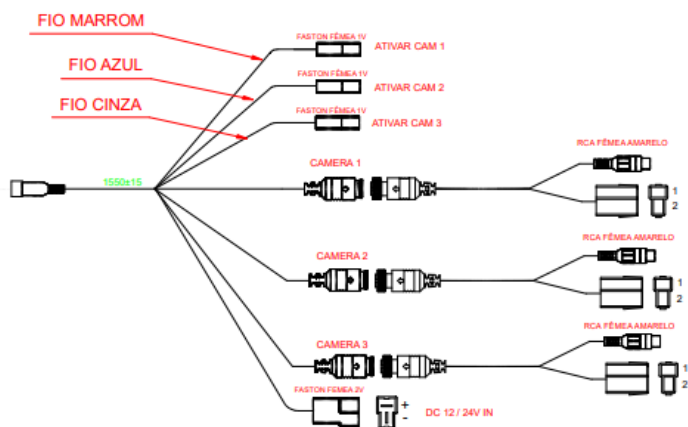 FIO MARROM
FASTON FÊMEA 1V
ATIVAR CAM 1
FIO AZUL
FASTON FÊMEA 1V
ATIVAR CAM 2
FIO CINZA
FASTON FÊMEA 1V
ATIVAR CAM 3
RCA FÊMEA AMARELO
CAMERA 1
1550±15
1
2
RCA FÊMEA AMARELO
CAMERA 2
1
2
RCA FÊMEA AMARELO
CAMERA 3
1
2
FASTON FEMEA 2V
+
-
DC 12 / 24V IN